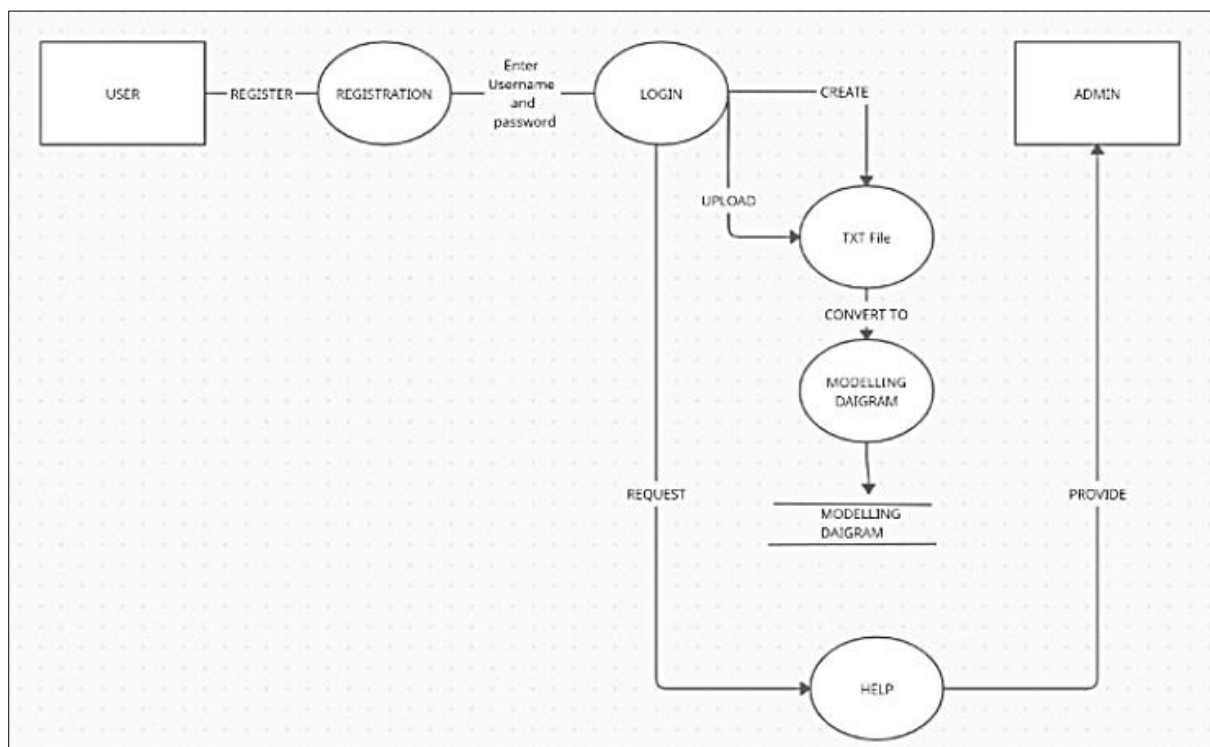 USER
REGISTER
REGISTRATION
Enter
Username
and
password
LOGIN
CREATE
ADMIN
UPLOAD
TXT File
CONVERT TO
MODELLING
DAIGRAM
REQUEST
MODELLING
DAIGRAM
PROVIDE
HELP